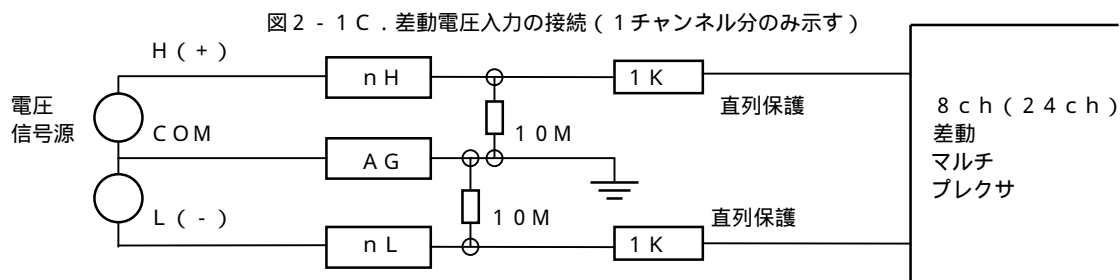 図2-1C.差動電圧入力の接続(1チャンネル分のみ示す)
H(+)
nH
1K
直列保護
電圧
信号源
COM
AG
10M
8ch(24ch)
差動
マルチ
プレクサ
L(-)
nL
10M
直列保護
1K